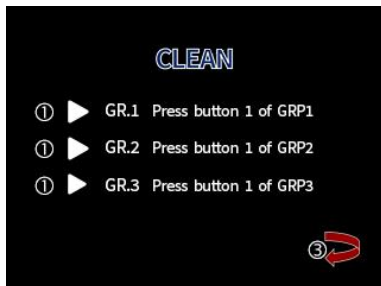 CLEAN
① GR.1 Press button 1 of GRP1
① GR.2 Press button 1 of GRP2
① GR.3 Press button 1 of GRP3
③